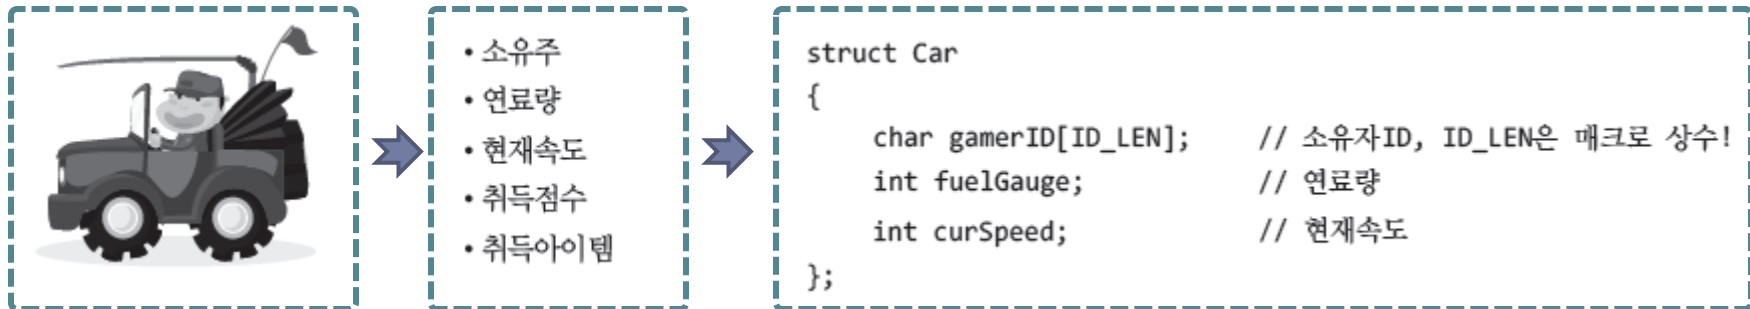 • 소유주
• 연료량
• 현재속도
• 취득점수
• 취득아이템
struct Car
{
char gamerID[ID_LEN]; // 소유자ID, ID_LEN은 매크로 상수!
int fuelGauge; // 연료량
int curSpeed; // 현재속도
};